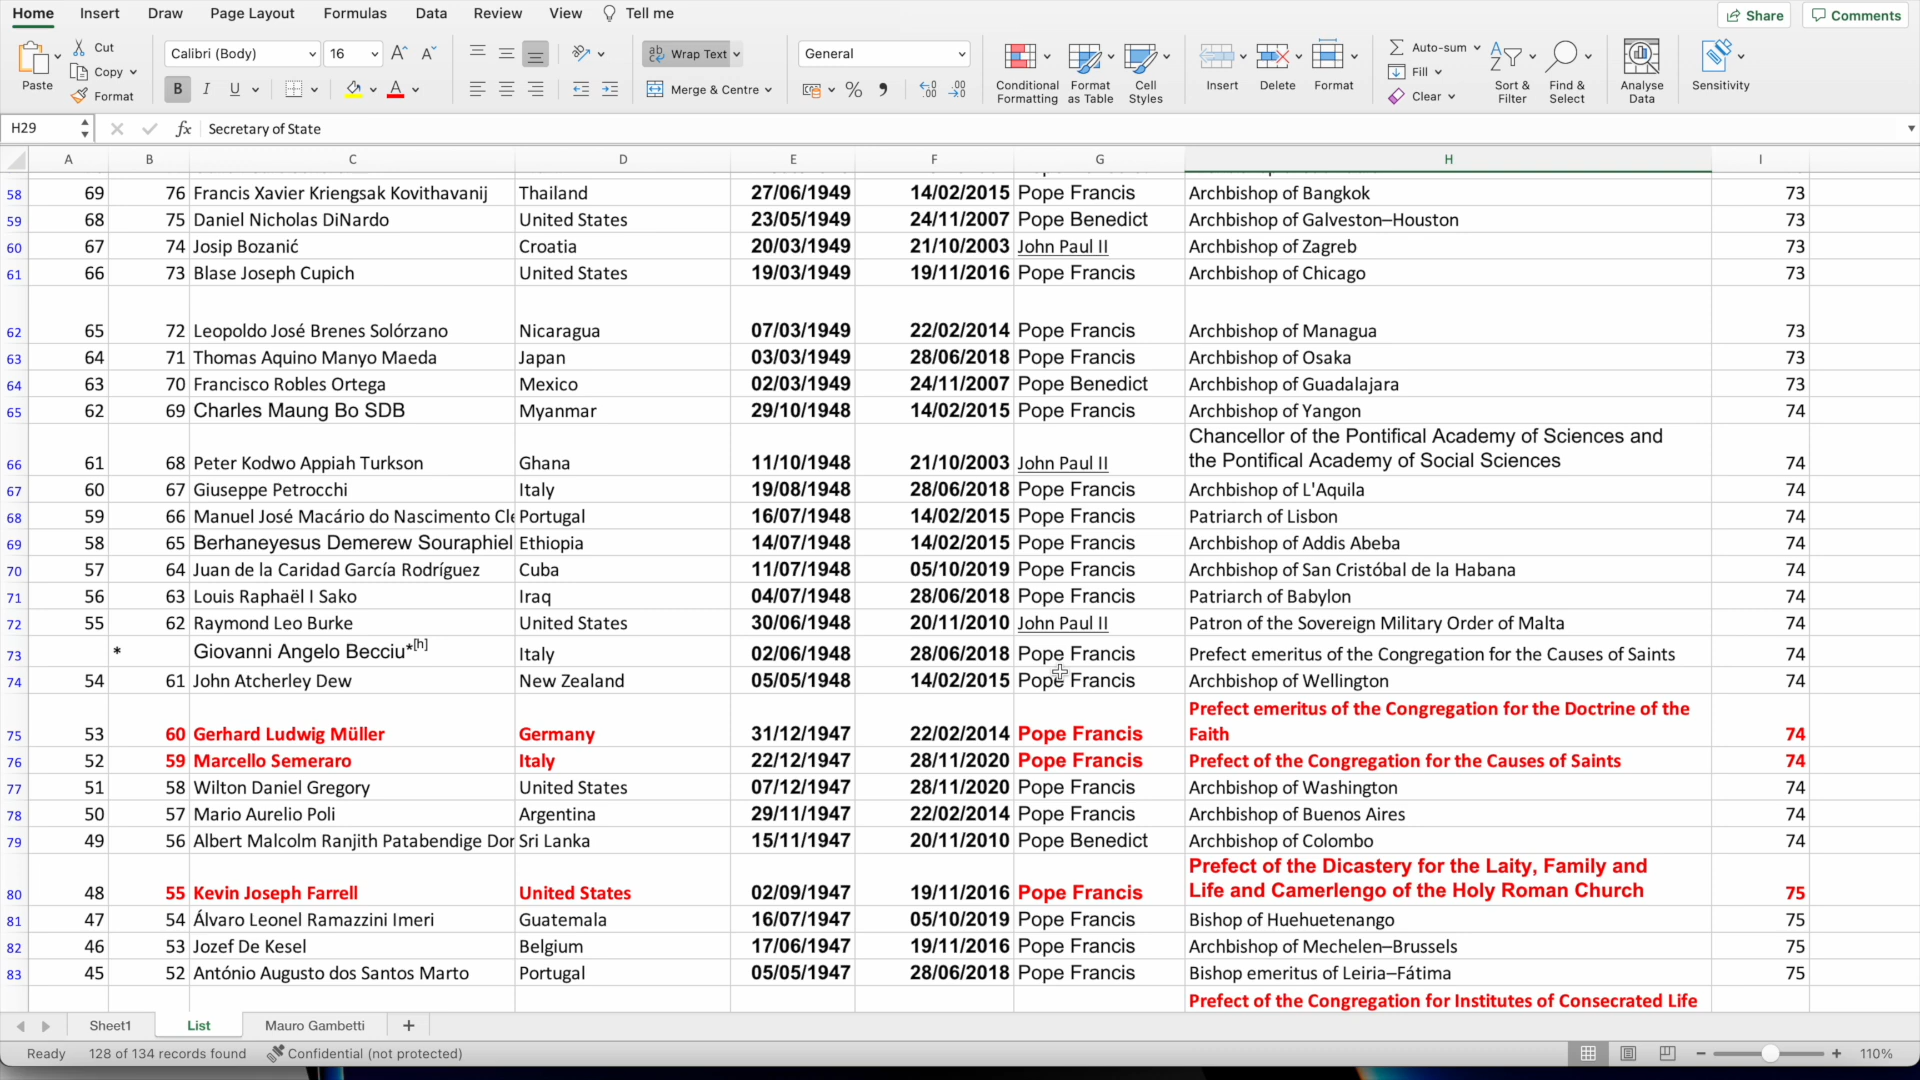 Home Insert Draw Page Layout Formulas Data Review View Tell me Share Comments
Paste Cut Copy Format
Calibri (Body) 16 A A
B I U A
ab Wrap Text
Merge & Centre
General
% .00 .00
Conditional Formatting
Format as Table
Cell Styles
Insert Delete Format
Auto-sum Fill Clear
Sort & Filter
Find & Select
Analyse Data
Sensitivity
H29 fx Secretary of State
A B C D E F G H I
58 69 76 Francis Xavier Kriengsak Kovithavanij Thailand 27/06/1949 14/02/2015 Pope Francis Archbishop of Bangkok 73
59 68 75 Daniel Nicholas DiNardo United States 23/05/1949 24/11/2007 Pope Benedict Archbishop of Galveston–Houston 73
60 67 74 Josip Bozanić Croatia 20/03/1949 21/10/2003 John Paul II Archbishop of Zagreb 73
61 66 73 Blase Joseph Cupich United States 19/03/1949 19/11/2016 Pope Francis Archbishop of Chicago 73
62 65 72 Leopoldo José Brenes Solórzano Nicaragua 07/03/1949 22/02/2014 Pope Francis Archbishop of Managua 73
63 64 71 Thomas Aquino Manyo Maeda Japan 03/03/1949 28/06/2018 Pope Francis Archbishop of Osaka 73
64 63 70 Francisco Robles Ortega Mexico 02/03/1949 24/11/2007 Pope Benedict Archbishop of Guadalajara 73
65 62 69 Charles Maung Bo SDB Myanmar 29/10/1948 14/02/2015 Pope Francis Archbishop of Yangon 74
Chancellor of the Pontifical Academy of Sciences and
66 61 68 Peter Kodwo Appiah Turkson Ghana 11/10/1948 21/10/2003 John Paul II the Pontifical Academy of Social Sciences 74
67 60 67 Giuseppe Petrocchi Italy 19/08/1948 28/06/2018 Pope Francis Archbishop of L'Aquila 74
68 59 66 Manuel José Macário do Nascimento Cle Portugal 16/07/1948 14/02/2015 Pope Francis Patriarch of Lisbon 74
69 58 65 Berhaneyesus Demerew Souraphiel Ethiopia 14/07/1948 14/02/2015 Pope Francis Archbishop of Addis Abeba 74
70 57 64 Juan de la Caridad García Rodríguez Cuba 11/07/1948 05/10/2019 Pope Francis Archbishop of San Cristóbal de la Habana 74
71 56 63 Louis Raphaël I Sako Iraq 04/07/1948 28/06/2018 Pope Francis Patriarch of Babylon 74
72 55 62 Raymond Leo Burke United States 30/06/1948 20/11/2010 John Paul II Patron of the Sovereign Military Order of Malta 74
73 * Giovanni Angelo Becciu*[h] Italy 02/06/1948 28/06/2018 Pope Francis Prefect emeritus of the Congregation for the Causes of Saints 74
74 54 61 John Atcherley Dew New Zealand 05/05/1948 14/02/2015 Pope Francis Archbishop of Wellington 74
Prefect emeritus of the Congregation for the Doctrine of the
75 53 60 Gerhard Ludwig Müller Germany 31/12/1947 22/02/2014 Pope Francis Faith 74
76 52 59 Marcello Semeraro Italy 22/12/1947 28/11/2020 Pope Francis Prefect of the Congregation for the Causes of Saints 74
77 51 58 Wilton Daniel Gregory United States 07/12/1947 28/11/2020 Pope Francis Archbishop of Washington 74
78 50 57 Mario Aurelio Poli Argentina 29/11/1947 22/02/2014 Pope Francis Archbishop of Buenos Aires 74
79 49 56 Albert Malcolm Ranjith Patabendige Dor Sri Lanka 15/11/1947 20/11/2010 Pope Benedict Archbishop of Colombo 74
Prefect of the Dicastery for the Laity, Family and
80 48 55 Kevin Joseph Farrell United States 02/09/1947 19/11/2016 Pope Francis Life and Camerlengo of the Holy Roman Church 75
81 47 54 Álvaro Leonel Ramazzini Imeri Guatemala 16/07/1947 05/10/2019 Pope Francis Bishop of Huehuetenango 75
82 46 53 Jozef De Kesel Belgium 17/06/1947 19/11/2016 Pope Francis Archbishop of Mechelen–Brussels 75
83 45 52 António Augusto dos Santos Marto Portugal 05/05/1947 28/06/2018 Pope Francis Bishop emeritus of Leiria–Fátima 75
Prefect of the Congregation for Institutes of Consecrated Life
Sheet1 List Mauro Gambetti +
Ready 128 of 134 records found Confidential (not protected) 110%